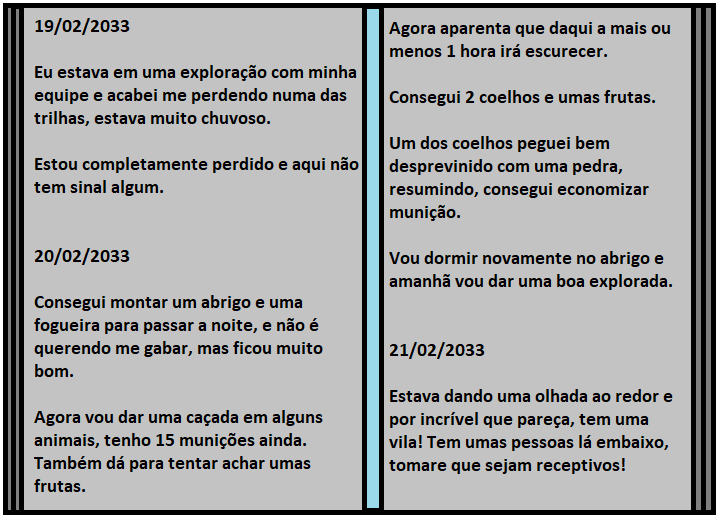 19/02/2033
Eu estava em uma exploração com minha
equipe e acabei me perdendo numa das
trilhas, estava muito chuvoso.
Estou completamente perdido e aqui não
tem sinal algum.
20/02/2033
Consegui montar um abrigo e uma
fogueira para passar a noite, e não é
querendo me gabar, mas ficou muito
bom.
Agora vou dar uma caçada em alguns
animais, tenho 15 munições ainda.
Também dá para tentar achar umas
frutas.
Agora aparenta que daqui a mais ou
menos 1 hora irá escurecer.
Consegui 2 coelhos e umas frutas.
Um dos coelhos peguei bem
desprevinido com uma pedra,
resumindo, consegui economizar
munição.
Vou dormir novamente no abrigo e
amanhã vou dar uma boa explorada.
21/02/2033
Estava dando uma olhada ao redor e
por incrível que pareça, tem uma
vila! Tem umas pessoas lá embaixo,
tomare que sejam receptivos!